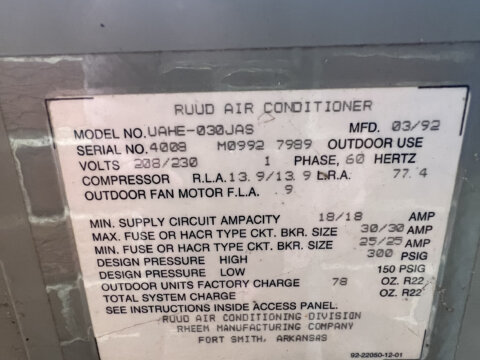 RUUD AIR CONDITIONER
MODEL NO. UAHE-030JAS MFD. 03/92
SERIAL NO. 4008 M0992 7989 OUTDOOR USE
VOLTS 208/230 1 PHASE, 60 HERTZ
COMPRESSOR R.L.A. 13.9/13.9 L.R.A. 77.4
OUTDOOR FAN MOTOR F.L.A. .9
MIN. SUPPLY CIRCUIT AMPACITY 18/18 AMP
MAX. FUSE OR HACR TYPE CKT. BKR. SIZE 30/30 AMP
MIN. FUSE OR HACR TYPE CKT. BKR. SIZE 25/25 AMP
DESIGN PRESSURE HIGH 300 PSIG
DESIGN PRESSURE LOW 150 PSIG
OUTDOOR UNITS FACTORY CHARGE 78 OZ. R22
TOTAL SYSTEM CHARGE OZ. R22
SEE INSTRUCTIONS INSIDE ACCESS PANEL.
RUUD AIR CONDITIONING DIVISION
RHEEM MANUFACTURING COMPANY
FORT SMITH, ARKANSAS
92-22050-12-01